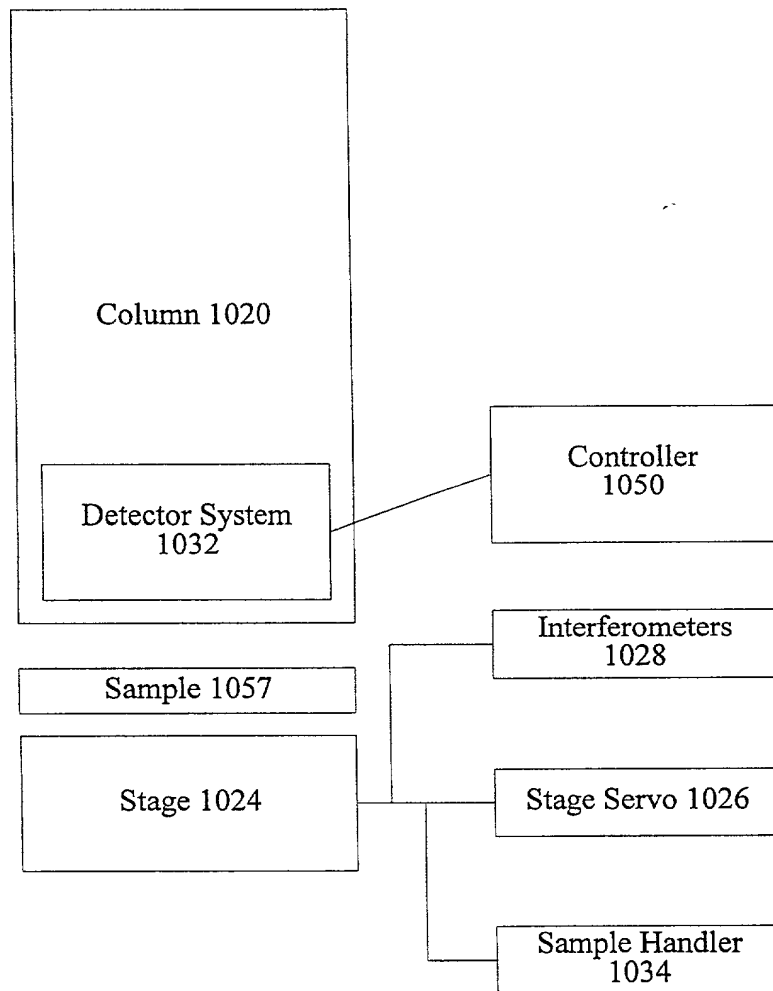 Column 1020
Detector System
1032
Controller
1050
Interferometers
1028
Sample 1057
Stage 1024
Stage Servo 1026
Sample Handler
1034